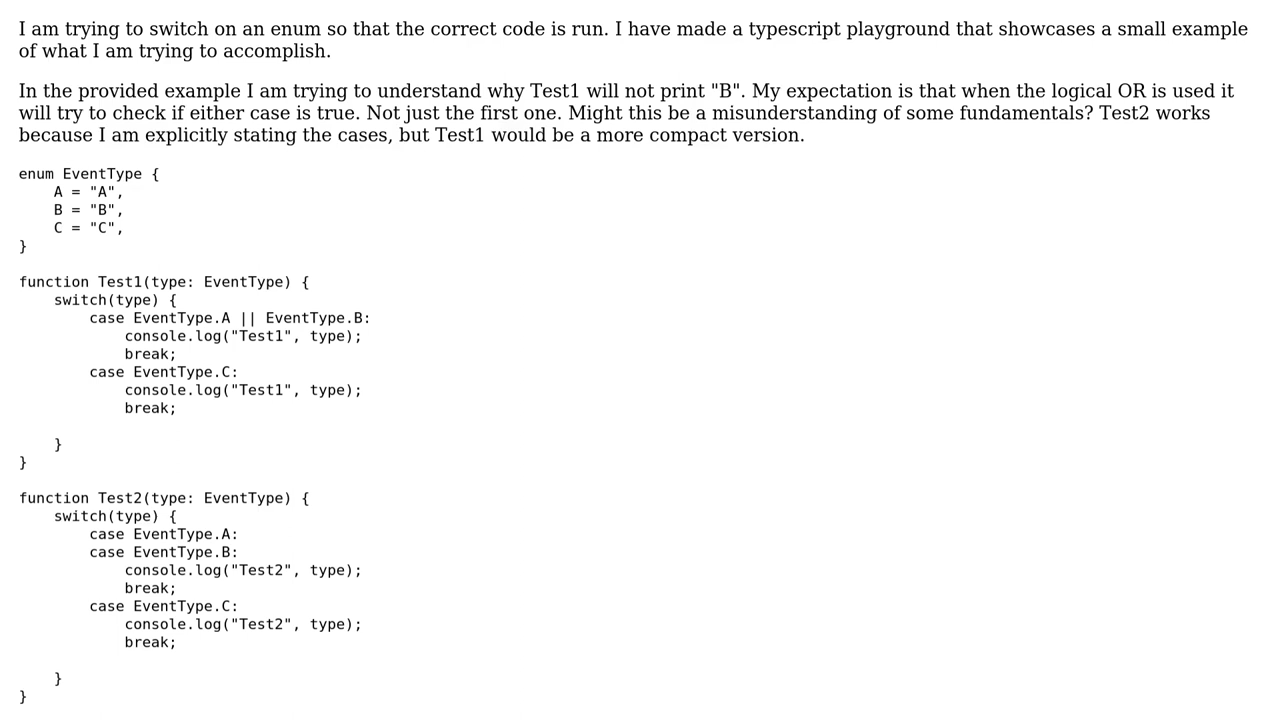 I am trying to switch on an enum so that the correct code is run. I have made a typescript playground that showcases a small example
of what I am trying to accomplish.
In the provided example I am trying to understand why Test1 will not print "B". My expectation is that when the logical OR is used it
will try to check if either case is true. Not just the first one. Might this be a misunderstanding of some fundamentals? Test2 works
because I am explicitly stating the cases, but Test1 would be a more compact version.
enum EventType {
    A = "A",
    B = "B",
    C = "C",
}
function Test1(type: EventType) {
    switch(type) {
        case EventType.A || EventType.B:
            console.log("Test1", type);
            break;
        case EventType.C:
            console.log("Test1", type);
            break;
    }
}
function Test2(type: EventType) {
    switch(type) {
        case EventType.A:
        case EventType.B:
            console.log("Test2", type);
            break;
        case EventType.C:
            console.log("Test2", type);
            break;
    }
}